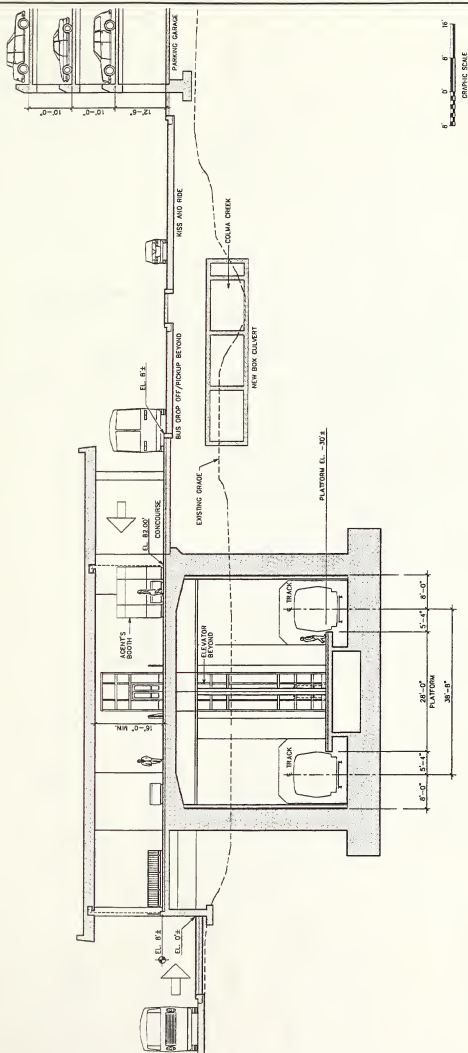 10'-0"
10'-0"
12'-6"
PARKING GARAGE
KISS AND RIDE
COLMA CREEK
NEW BOX CULVERT
BUS DROP OFF/PICKUP BEYOND
EL. 8'±
EXISTING GRADE
CONCOURSE
EL. 82.00'
AGENT'S
BOOTH
ELEVATOR
BEYOND
16'-0" MIN.
EL. 8'±
EL. 0'±
PLATFORM EL. -30'±
℄ TRACK
℄ TRACK
8'-0"
5'-4"
28'-0"
PLATFORM
5'-4"
8'-0"
38'-8"
8' 0' 8' 16'
GRAPHIC SCALE